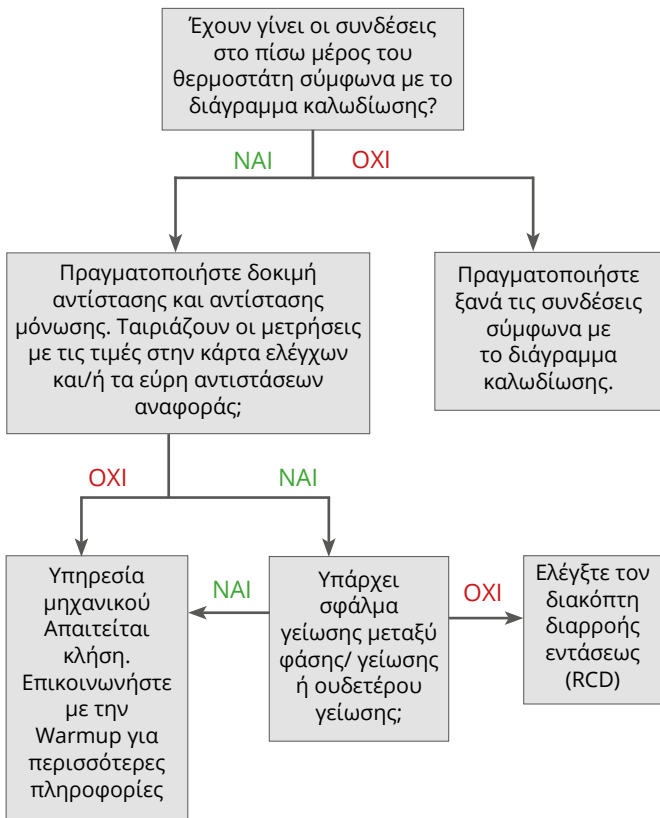 Έχουν γίνει οι συνδέσεις
στο πίσω μέρος του
θερμοστάτη σύμφωνα με το
διάγραμμα καλωδίωσης?
ΝΑΙ
ΟΧΙ
Πραγματοποιήστε δοκιμή
αντίστασης και αντίστασης
μόνωσης. Ταιριάζουν οι μετρήσεις
με τις τιμές στην κάρτα ελέγχων
και/ή τα εύρη αντιστάσεων
αναφοράς;
Πραγματοποιήστε
ξανά τις συνδέσεις
σύμφωνα με
το διάγραμμα
καλωδίωσης.
ΟΧΙ
ΝΑΙ
Υπηρεσία
μηχανικού
Απαιτείται
κλήση.
Επικοινωνήστε
με την
Warmup για
περισσότερες
πληροφορίες
ΝΑΙ
Υπάρχει
σφάλμα
γείωσης μεταξύ
φάσης/ γείωσης
ή ουδετέρου
γείωσης;
ΟΧΙ
Ελέγξτε τον
διακόπτη
διαρροής
εντάσεως
(RCD)